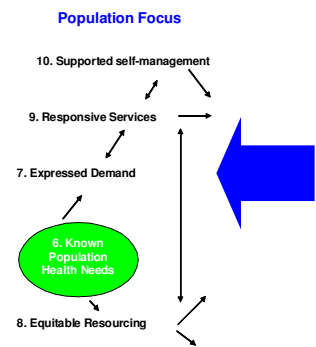 Population Focus
10. Supported self-management
9. Responsive Services
7. Expressed Demand
6. Known
Population
Health Needs
8. Equitable Resourcing